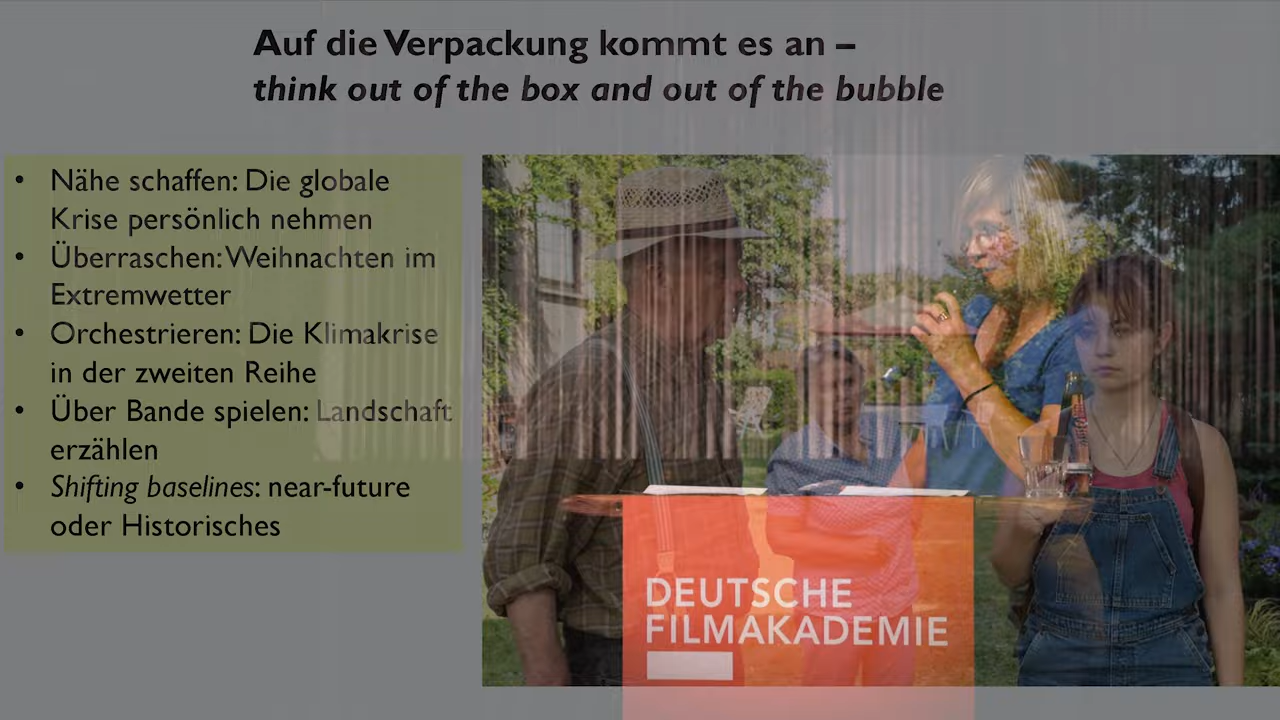 Auf die Verpackung kommt es an –
think out of the box and out of the bubble
• Nähe schaffen: Die globale
Krise persönlich nehmen
• Überraschen: Weihnachten im
Extremwetter
• Orchestrieren: Die Klimakrise
in der zweiten Reihe
• Über Bande spielen: Landschaft
erzählen
• Shifting baselines: near-future
oder Historisches
DEUTSCHE
FILMAKADEMIE